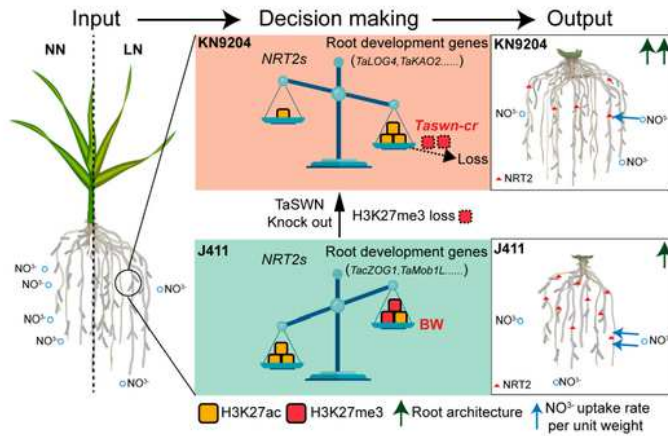 Input
Decision making
Output
NN
LN
KN9204
NRT2s
Root development genes
(TaLOG4,TaKAO2......)
Taswn-cr
Loss
KN9204
NO³⁻
NO³⁻
NO³⁻
NRT2
TaSWN
Knock out
H3K27me3 loss
J411
NRT2s
Root development genes
(TacZOG1,TaMob1L......)
BW
J411
NO³⁻
NO³⁻
NO³⁻
NRT2
NO³⁻
NO³⁻
NO³⁻
NO³⁻
NO³⁻
NO³⁻
H3K27ac
H3K27me3
Root architecture
NO³⁻ uptake rate
per unit weight